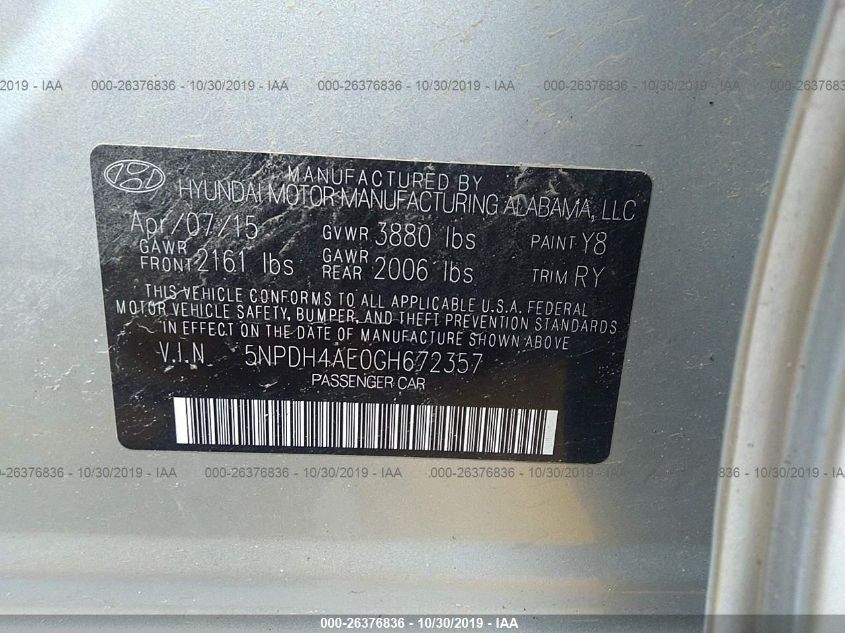 /2019 - IAA 000-26376836 - 10/30/2019 - IAA 000-26376836 - 10/30/2019 - IAA 000-26376836 - 10/3
MANUFACTURED BY
HYUNDAI MOTOR MANUFACTURING ALABAMA, LLC
Apr/07/15 GVWR 3880 lbs PAINT Y8
GAWR FRONT 2161 lbs GAWR REAR 2006 lbs TRIM RY
THIS VEHICLE CONFORMS TO ALL APPLICABLE U.S.A. FEDERAL
MOTOR VEHICLE SAFETY, BUMPER, AND THEFT PREVENTION STANDARDS
IN EFFECT ON THE DATE OF MANUFACTURE SHOWN ABOVE
V.I.N 5NPDH4AE0GH672357
PASSENGER CAR
.000-26376836 - 10/30/2019 - IAA .000-26376836 - 10/30/2019 - IAA .000-26376836 - 10/30/2019 - IAA
000-26376836 - 10/30/2019 - IAA